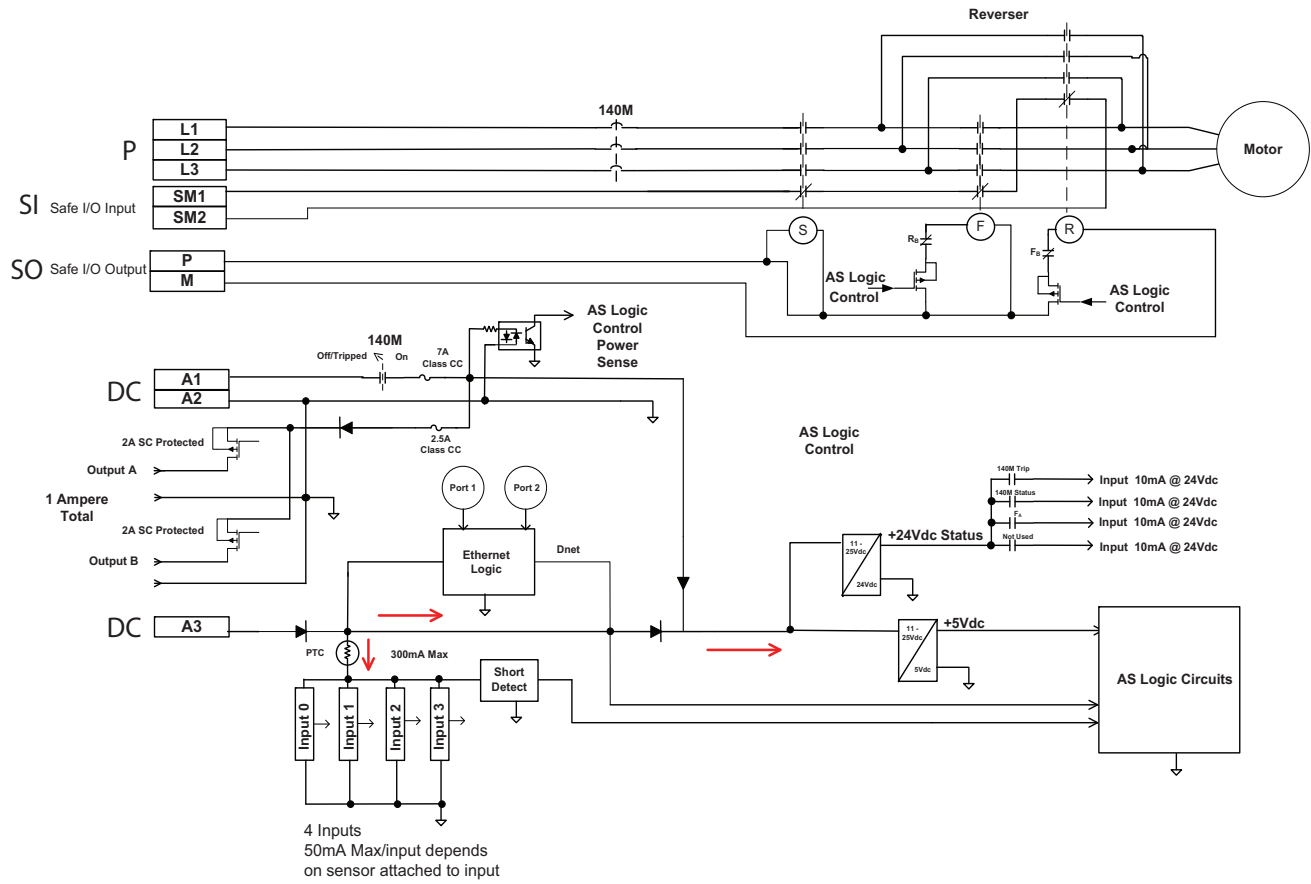 Reverser
140M
P
L1
L2
L3
Motor
SI Safe I/O Input
SM1
SM2
SO Safe I/O Output
P
M
S
F
R
RB
FB
AS Logic
Control
AS Logic
Control
AS Logic
Control
Power
Sense
140M
Off/Tripped
On
7A
Class CC
DC
A1
A2
2.5A
Class CC
2A SC Protected
Output A
1 Ampere
Total
2A SC Protected
Output B
Port 1
Port 2
Ethernet
Logic
Dnet
AS Logic
Control
140M Trip
Input 10mA @ 24Vdc
140M Status
Input 10mA @ 24Vdc
FA
Input 10mA @ 24Vdc
Not Used
Input 10mA @ 24Vdc
+24Vdc Status
11 -
25Vdc
24Vdc
DC
A3
PTC
300mA Max
+5Vdc
11 -
25Vdc
5Vdc
Short
Detect
AS Logic Circuits
Input 0
Input 1
Input 2
Input 3
4 Inputs
50mA Max/input depends
on sensor attached to input